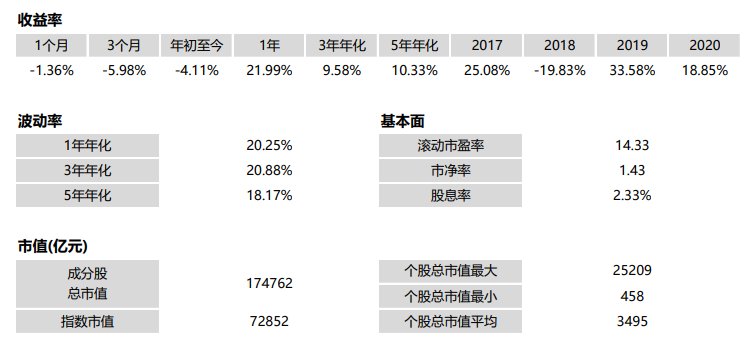 收益率
1个月 3个月 年初至今 1年 3年年化 5年年化 2017 2018 2019 2020
-1.36% -5.98% -4.11% 21.99% 9.58% 10.33% 25.08% -19.83% 33.58% 18.85%
波动率
1年年化 20.25%
3年年化 20.88%
5年年化 18.17%
基本面
滚动市盈率 14.33
市净率 1.43
股息率 2.33%
市值(亿元)
成分股
总市值 174762
指数市值 72852
个股总市值最大 25209
个股总市值最小 458
个股总市值平均 3495